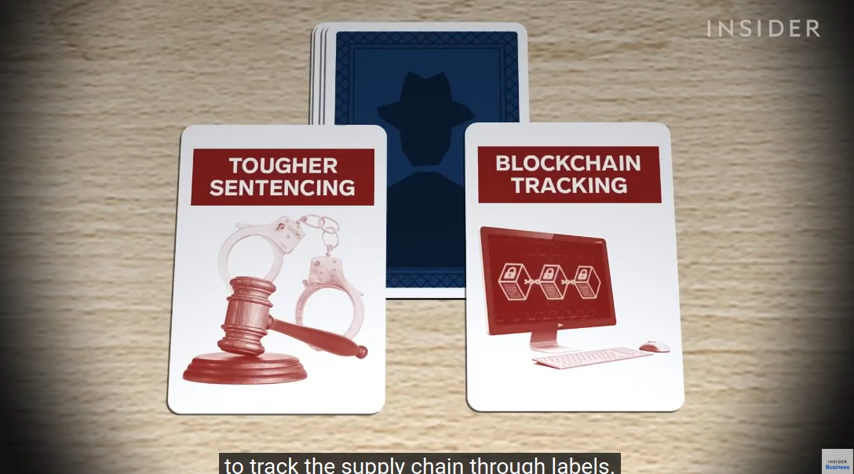 INSIDER
TOUGHER
SENTENCING
BLOCKCHAIN
TRACKING
to track the supply chain through labels.
INSIDER
Business